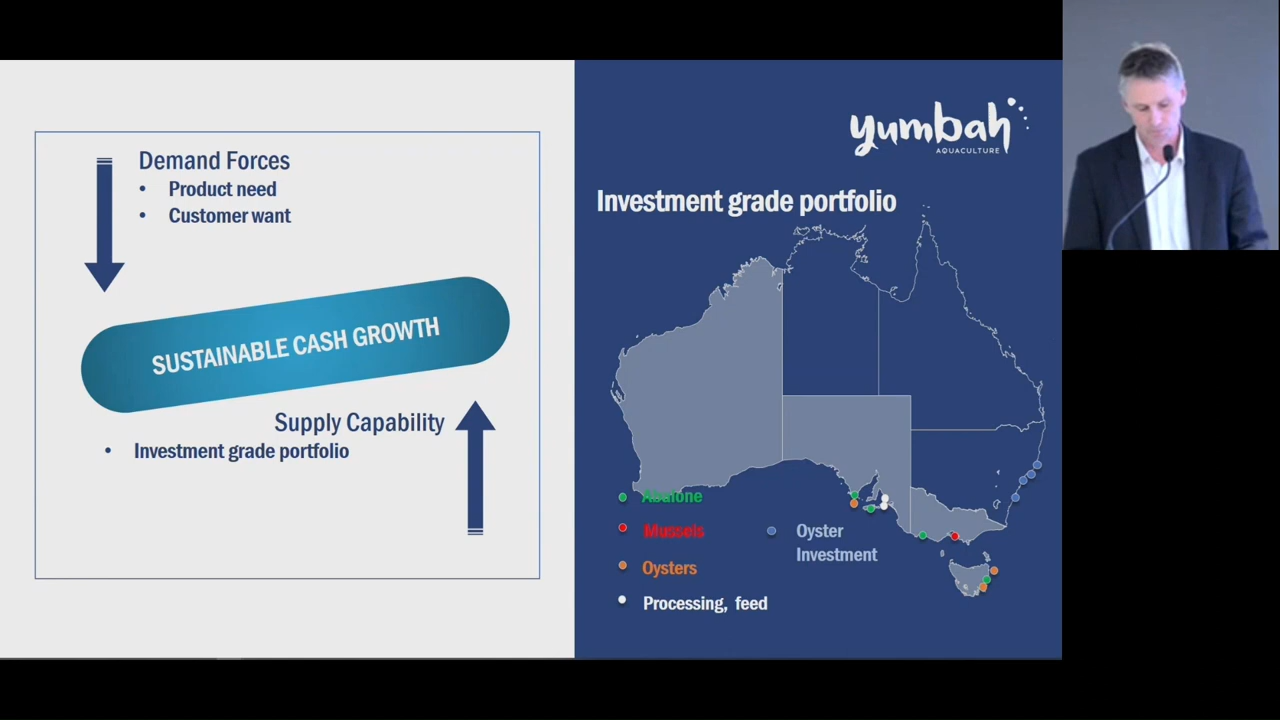 Demand Forces
• Product need
• Customer want
SUSTAINABLE CASH GROWTH
Supply Capability
• Investment grade portfolio
yumbah
AQUACULTURE
Investment grade portfolio
Abalone
Mussels
Oysters
Processing, feed
Oyster
Investment